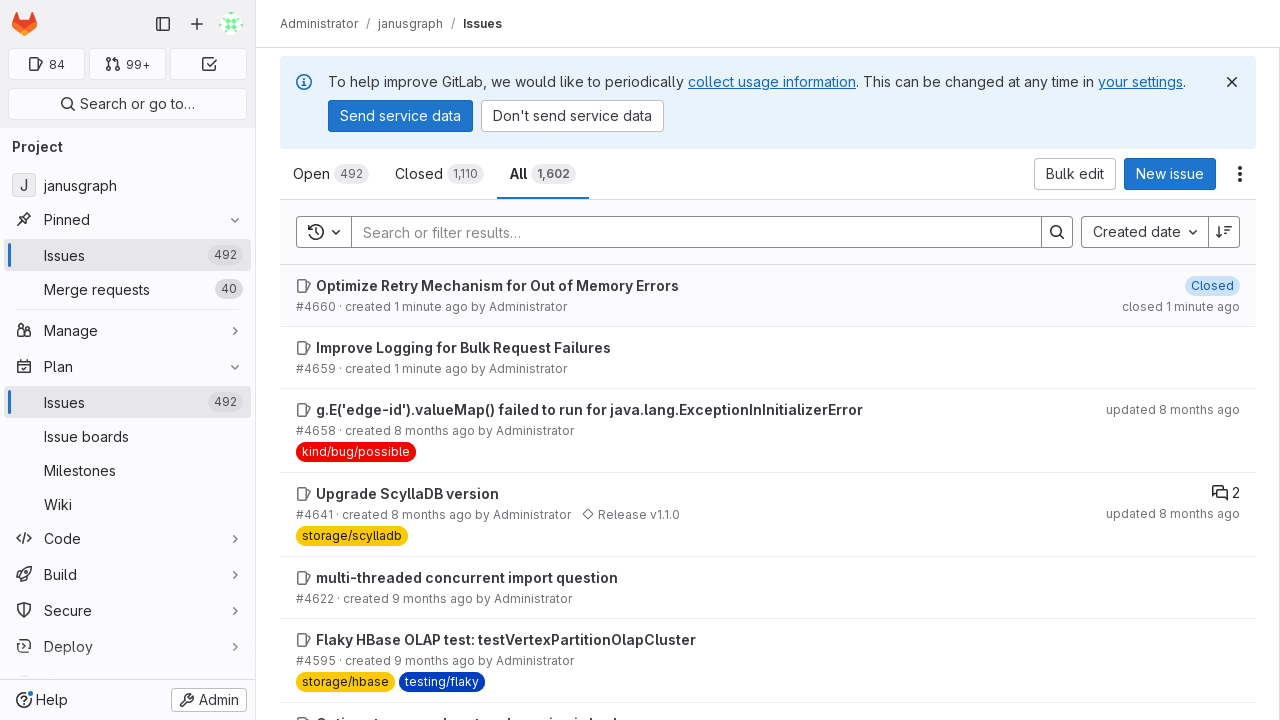 Administrator / janusgraph / Issues
84
99+
Search or go to…
Project
J janusgraph
Pinned
Issues 492
Merge requests 40
Manage
Plan
Issues 492
Issue boards
Milestones
Wiki
Code
Build
Secure
Deploy
Help
Admin
To help improve GitLab, we would like to periodically collect usage information. This can be changed at any time in your settings.
Send service data
Don't send service data
Open 492
Closed 1,110
All 1,602
Bulk edit
New issue
Search or filter results…
Created date
Optimize Retry Mechanism for Out of Memory Errors
Closed
#4660 · created 1 minute ago by Administrator
closed 1 minute ago
Improve Logging for Bulk Request Failures
#4659 · created 1 minute ago by Administrator
g.E('edge-id').valueMap() failed to run for java.lang.ExceptionInInitializerError
updated 8 months ago
#4658 · created 8 months ago by Administrator
kind/bug/possible
Upgrade ScyllaDB version
2
#4641 · created 8 months ago by Administrator
Release v1.1.0
updated 8 months ago
storage/scylladb
multi-threaded concurrent import question
#4622 · created 9 months ago by Administrator
Flaky HBase OLAP test: testVertexPartitionOlapCluster
#4595 · created 9 months ago by Administrator
storage/hbase
testing/flaky